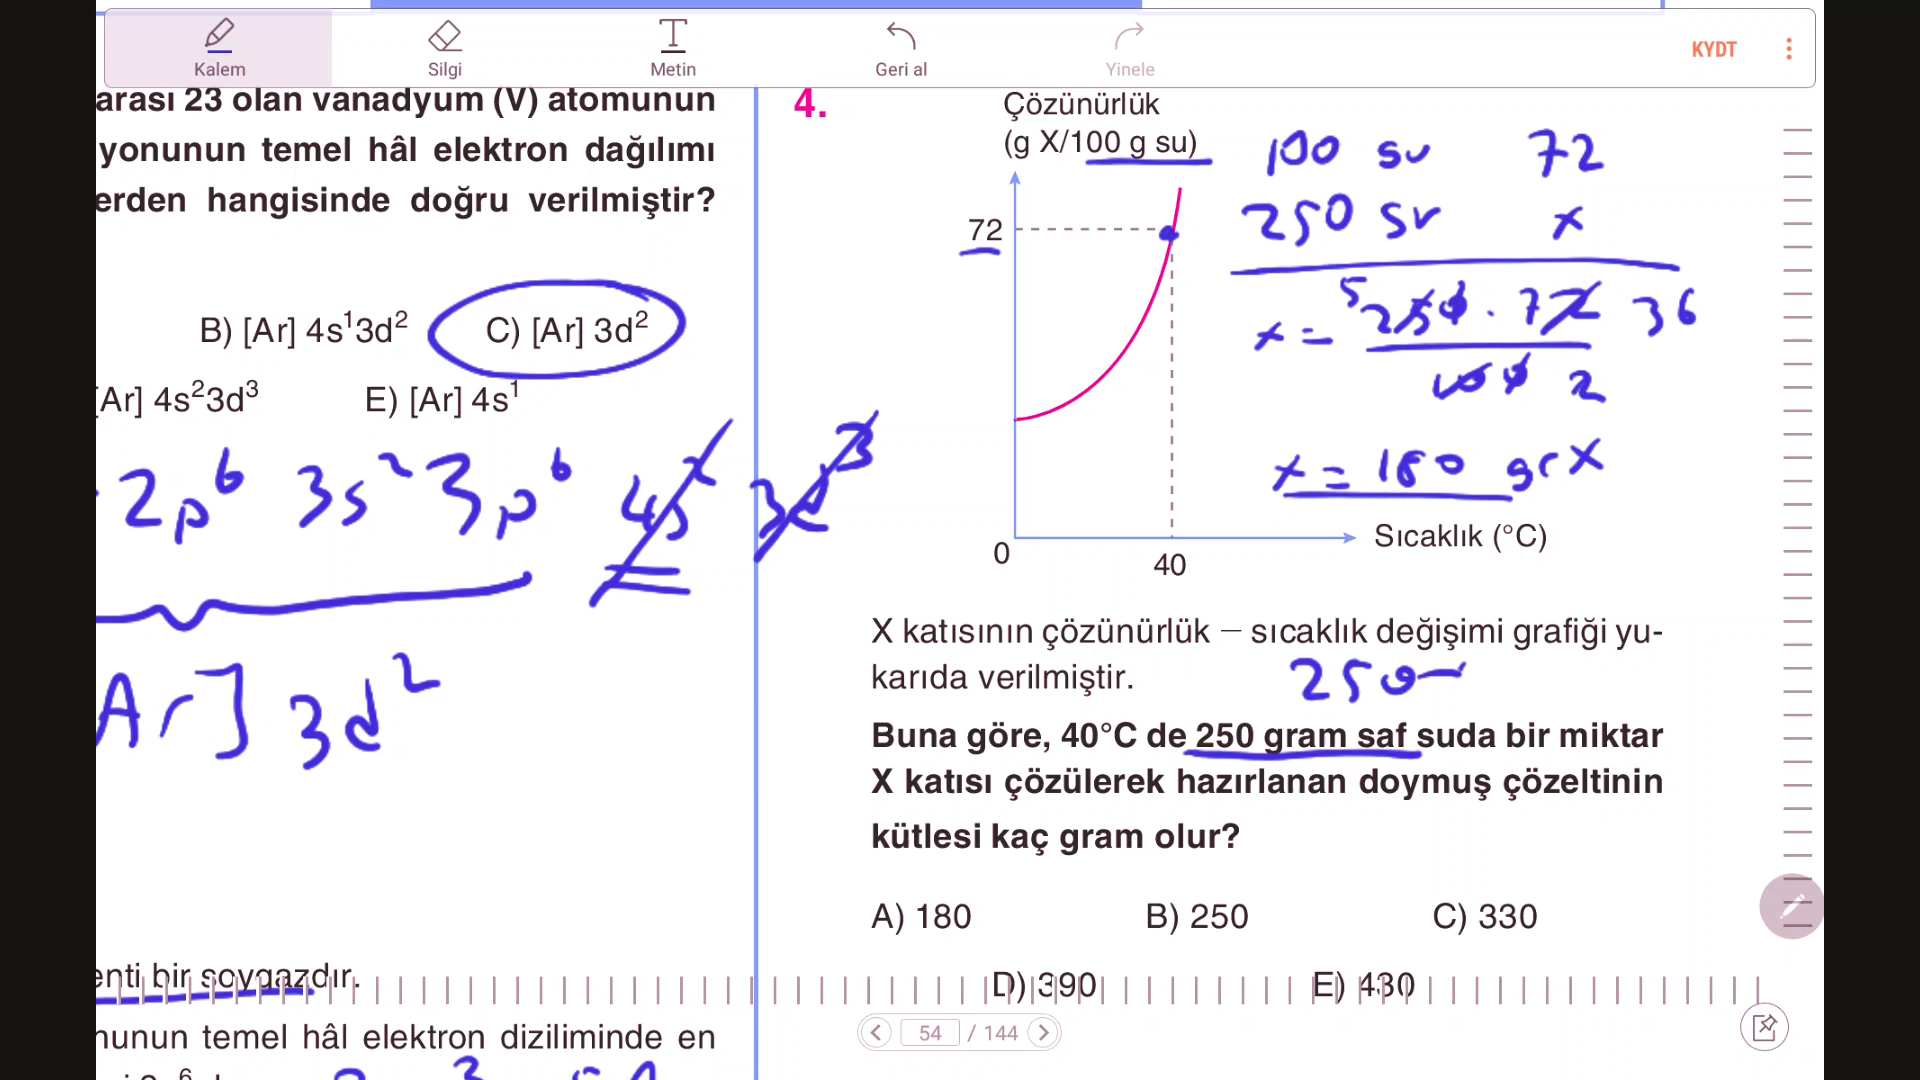 Kalem Silgi Metin Geri al Yinele KYDT
arası 23 olan vanadyum (V) atomunun
yonunun temel hâl elektron dağılımı
erden hangisinde doğru verilmiştir?
B) [Ar] 4s¹3d² C) [Ar] 3d²
[Ar] 4s²3d³ E) [Ar] 4s¹
2p⁶ 3s² 3p⁶ 4s² 3d³
Ar] 3d²
enti bir soygazdır.
nunun temel hâl elektron diziliminde en
4.
Çözünürlük
(g X/100 g su)
72
0
40
Sıcaklık (°C)
100 su 72
250 su x
x = 250 . 72 36
5
100 2
x = 180 gr X
X katısının çözünürlük – sıcaklık değişimi grafiği yu-
karıda verilmiştir.
250
Buna göre, 40°C de 250 gram saf suda bir miktar
X katısı çözülerek hazırlanan doymuş çözeltinin
kütlesi kaç gram olur?
A) 180 B) 250 C) 330
D) 390 E) 430
54 / 144